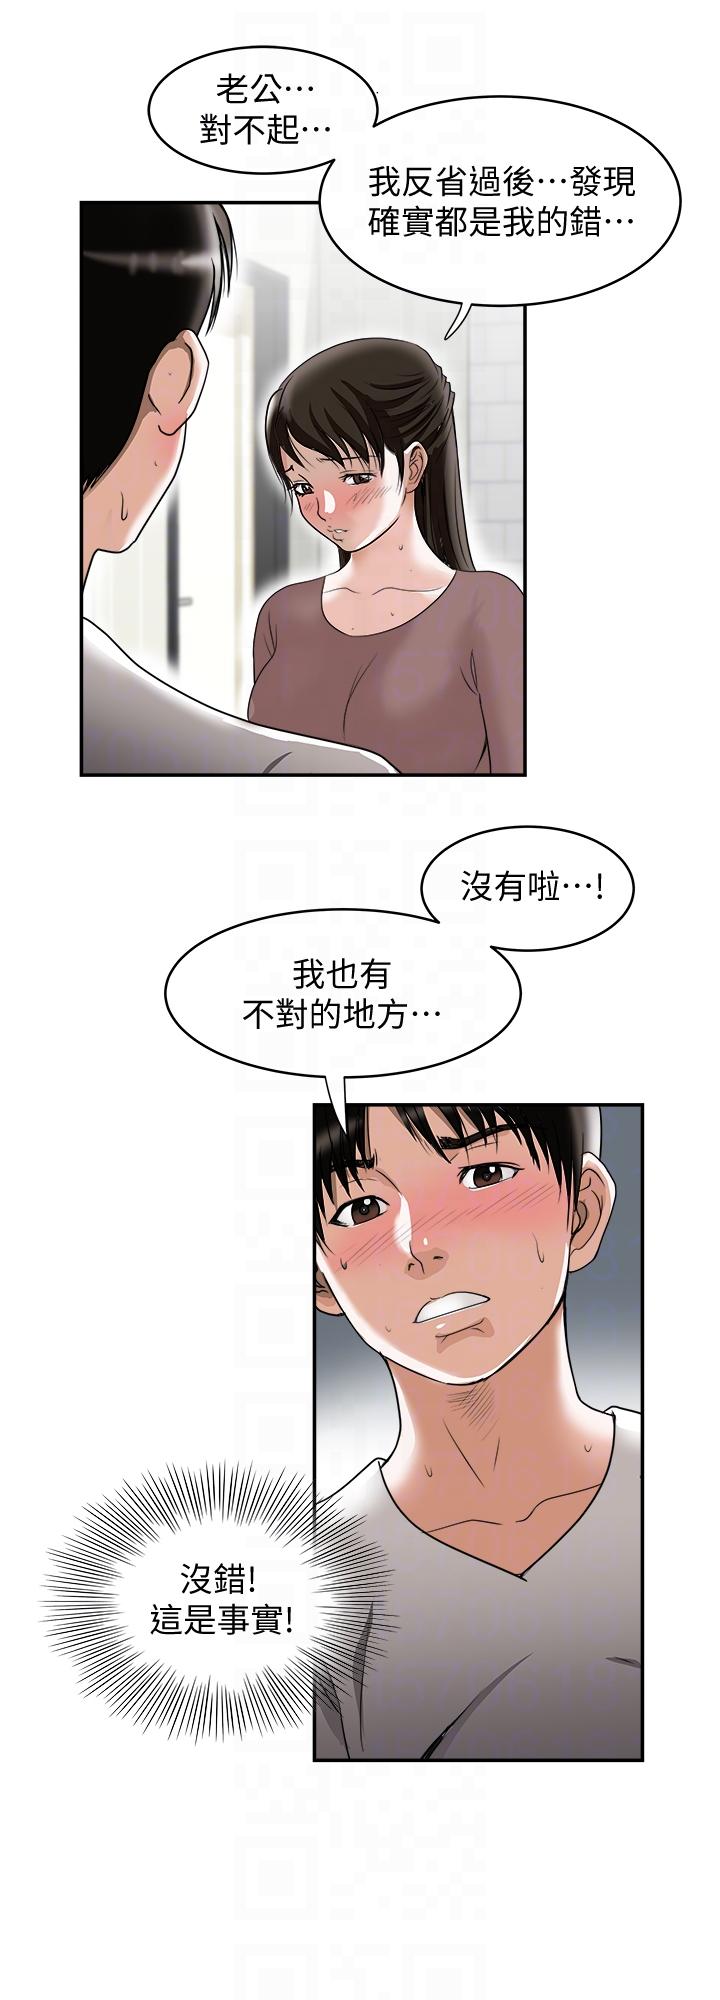 老公⋯
對不起⋯
我反省過後⋯發現
確實都是我的錯⋯
沒有啦⋯!
我也有
不對的地方⋯
沒錯!
這是事實!